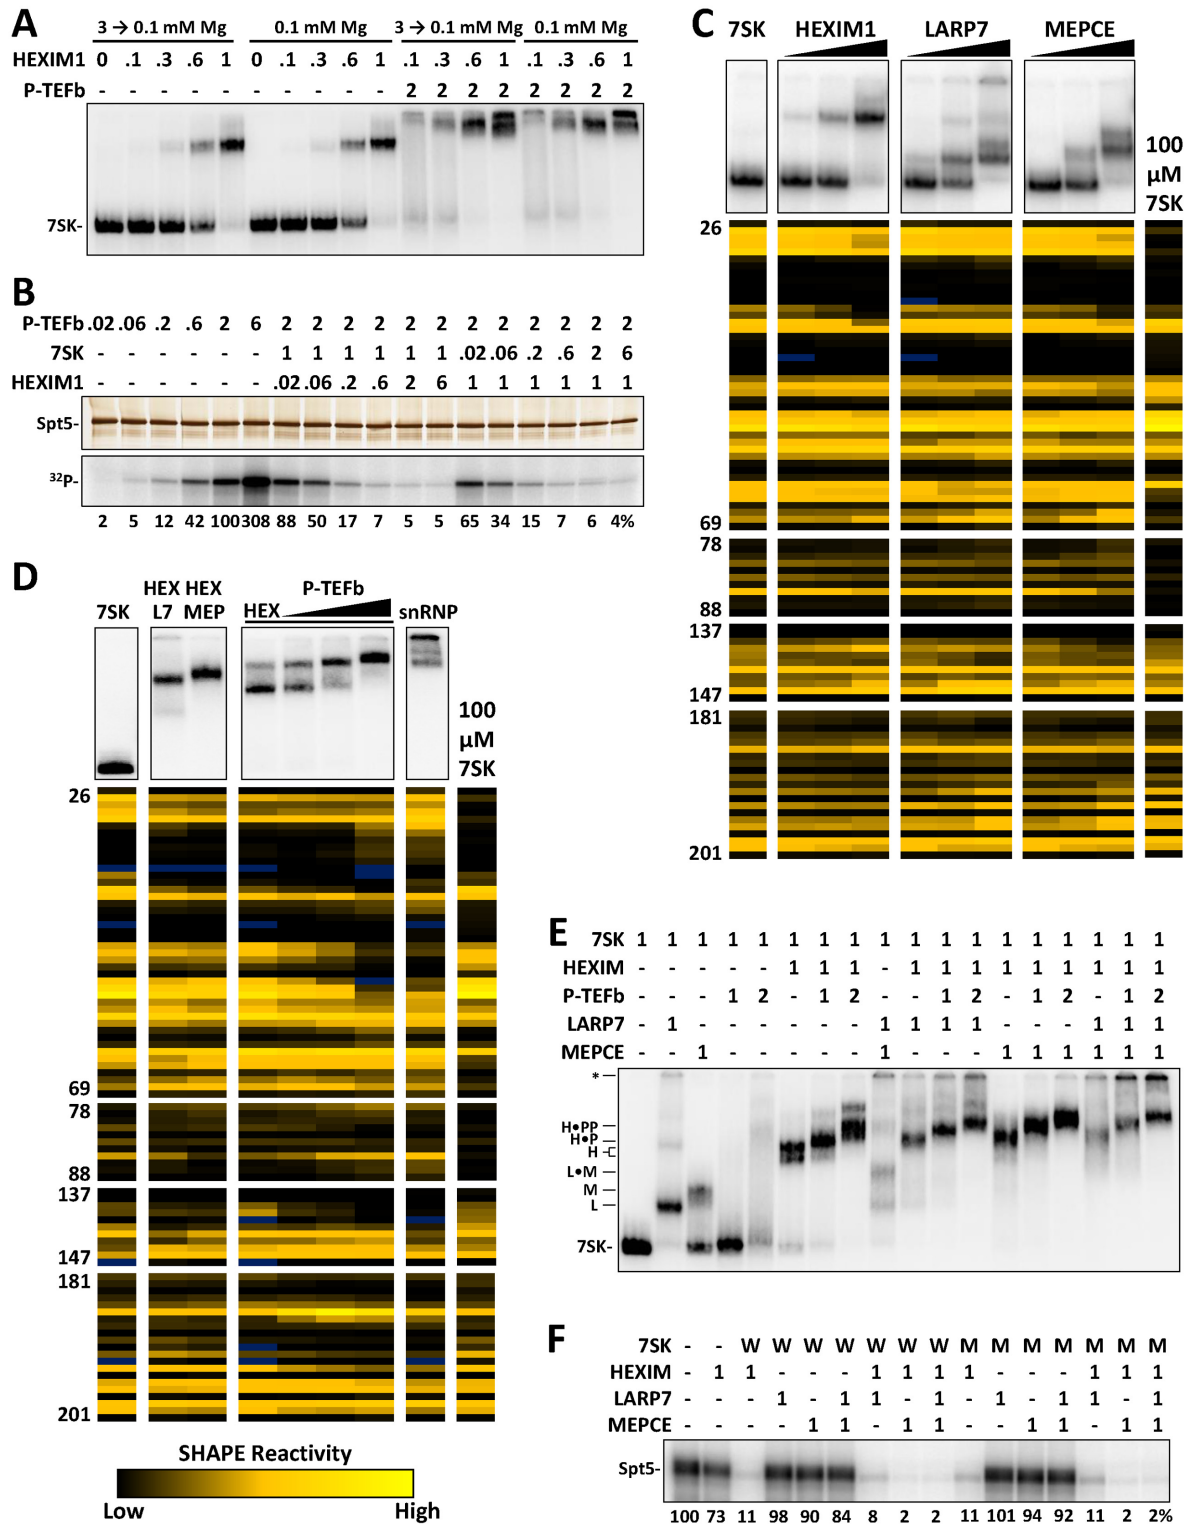 A
3 → 0.1 mM Mg 0.1 mM Mg 3 → 0.1 mM Mg 0.1 mM Mg
HEXIM1 0 .1 .3 .6 1 0 .1 .3 .6 1 .1 .3 .6 1 .1 .3 .6 1
P-TEFb - - - - - - - - - - 2 2 2 2 2 2 2 2
7SK-
B
P-TEFb .02 .06 .2 .6 2 6 2 2 2 2 2 2 2 2 2 2 2 2
7SK - - - - - - 1 1 1 1 1 1 .02 .06 .2 .6 2 6
HEXIM1 - - - - - - .02 .06 .2 .6 2 6 1 1 1 1 1 1
Spt5-
32P-
2 5 12 42 100 308 88 50 17 7 5 5 65 34 15 7 6 4%
C
7SK HEXIM1 LARP7 MEPCE
100
µM
7SK
26
69
78
88
137
147
181
201
D
HEX HEX P-TEFb
7SK L7 MEP HEX snRNP
100
µM
7SK
26
69
78
88
137
147
181
201
SHAPE Reactivity
Low High
E
7SK 1 1 1 1 1 1 1 1 1 1 1 1 1 1 1 1 1 1
HEXIM - - - - - 1 1 1 - 1 1 1 1 1 1 1 1 1
P-TEFb - - - 1 2 - 1 2 - - 1 2 - 1 2 - 1 2
LARP7 - 1 - - - - - - 1 1 1 1 - - - 1 1 1
MEPCE - - 1 - - - - - 1 - - - 1 1 1 1 1 1
*
H•PP
H•P
H
L•M
M
L
7SK-
F
7SK - - W W W W W W W M M M M M M M
HEXIM - 1 1 - - - 1 1 1 1 - - - 1 1 1
LARP7 - - - 1 - 1 1 - 1 - 1 - 1 1 - 1
MEPCE - - - - 1 1 - 1 1 - - 1 1 - 1 1
Spt5-
100 73 11 98 90 84 8 2 2 11 101 94 92 11 2 2%